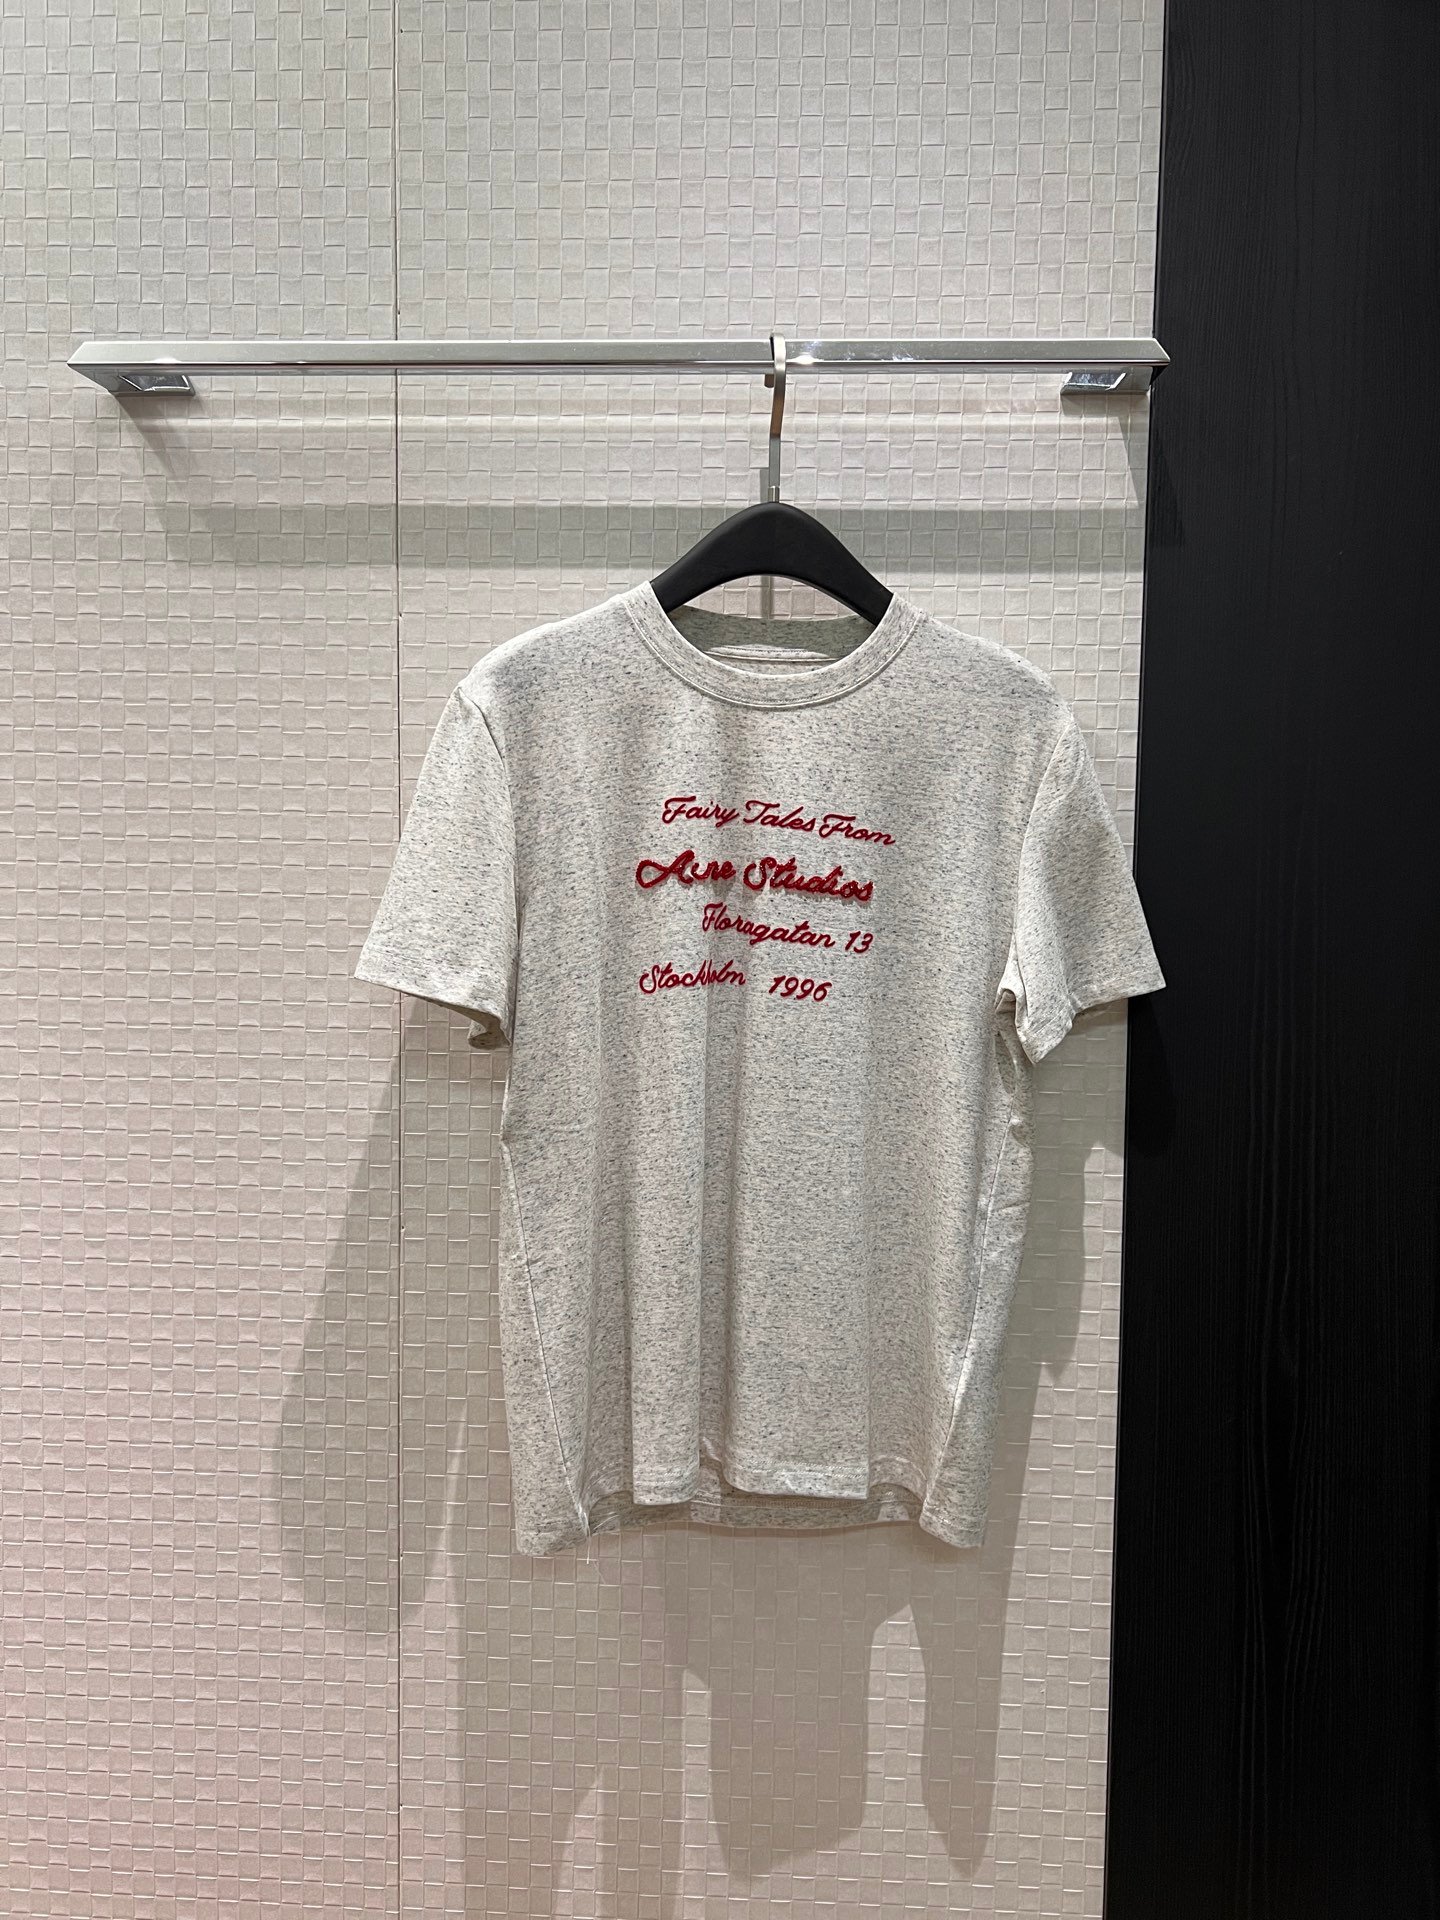 Fairy Tales From
Acne Studios
Floragatan 13
Stockholm 1996